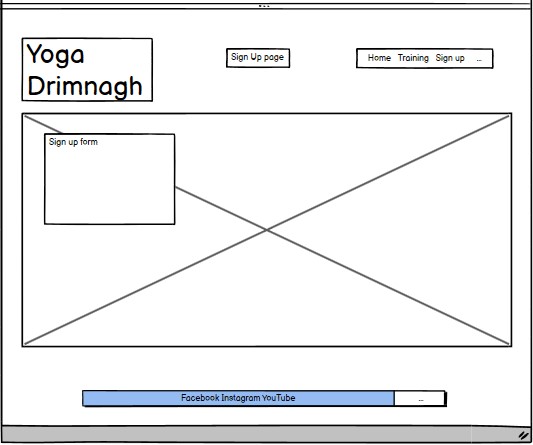 Yoga
Drimnagh
Sign Up page
Home Training Sign up ...
Sign up form
Facebook Instagram YouTube
...